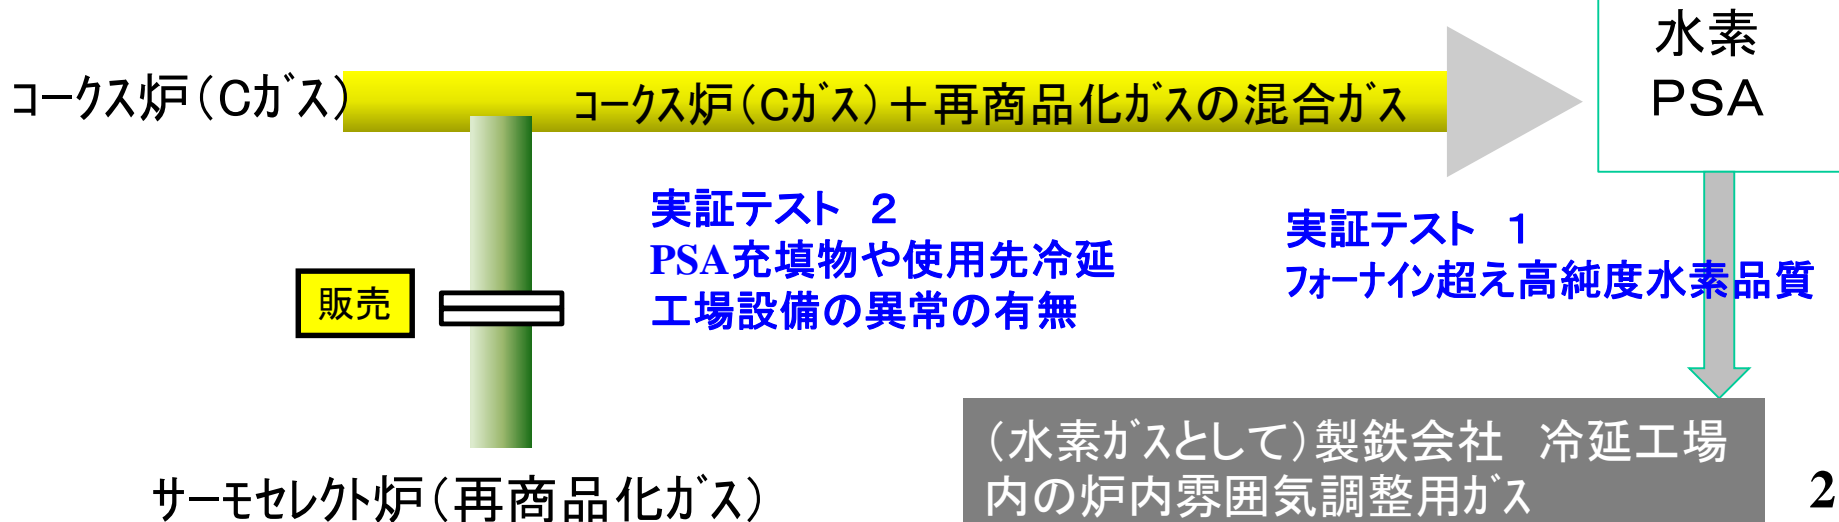 水素
PSA
コークス炉（Cガス）
コークス炉（Cガス）＋再商品化ガスの混合ガス
実証テスト　２
PSA充填物や使用先冷延
工場設備の異常の有無
実証テスト　１
フォーナイン超え高純度水素品質
販売
（水素ガスとして）製鉄会社　冷延工場
内の炉内雰囲気調整用ガス
サーモセレクト炉（再商品化ガス）
2